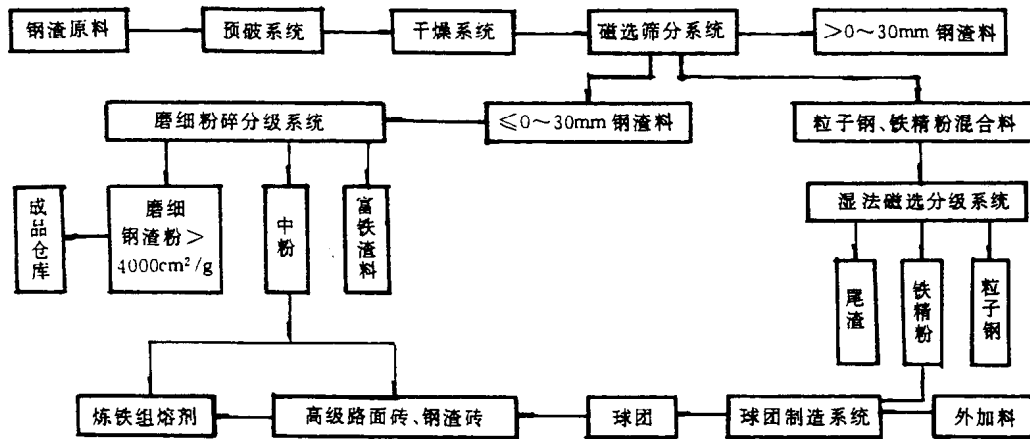 钢渣原料
预破系统
干燥系统
磁选筛分系统
>0~30mm 钢渣料
磨细粉碎分级系统
≤0~30mm 钢渣料
粒子钢、铁精粉混合料
湿法磁选分级系统
成品仓库
磨细
钢渣粉>
4000cm²/g
中粉
富铁渣料
尾渣
铁精粉
粒子钢
炼铁组熔剂
高级路面砖、钢渣砖
球团
球团制造系统
外加料